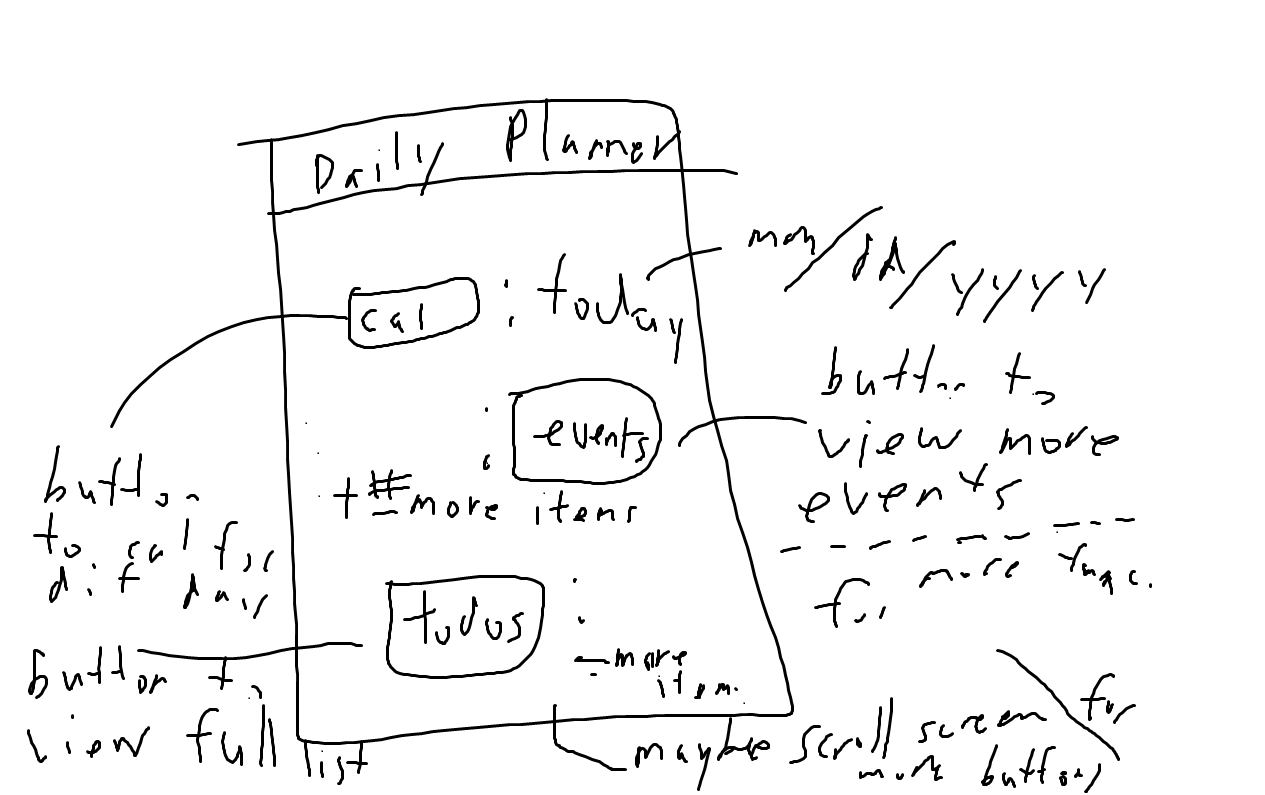 Daily Planner
cal : today
mm/dd/yyyy
: events
+ # more items
button to
view more
events
for more func.
button
to cal for
dif days
todos :
- more
item.
button to
view full
list
maybe scroll screen for
more buttons